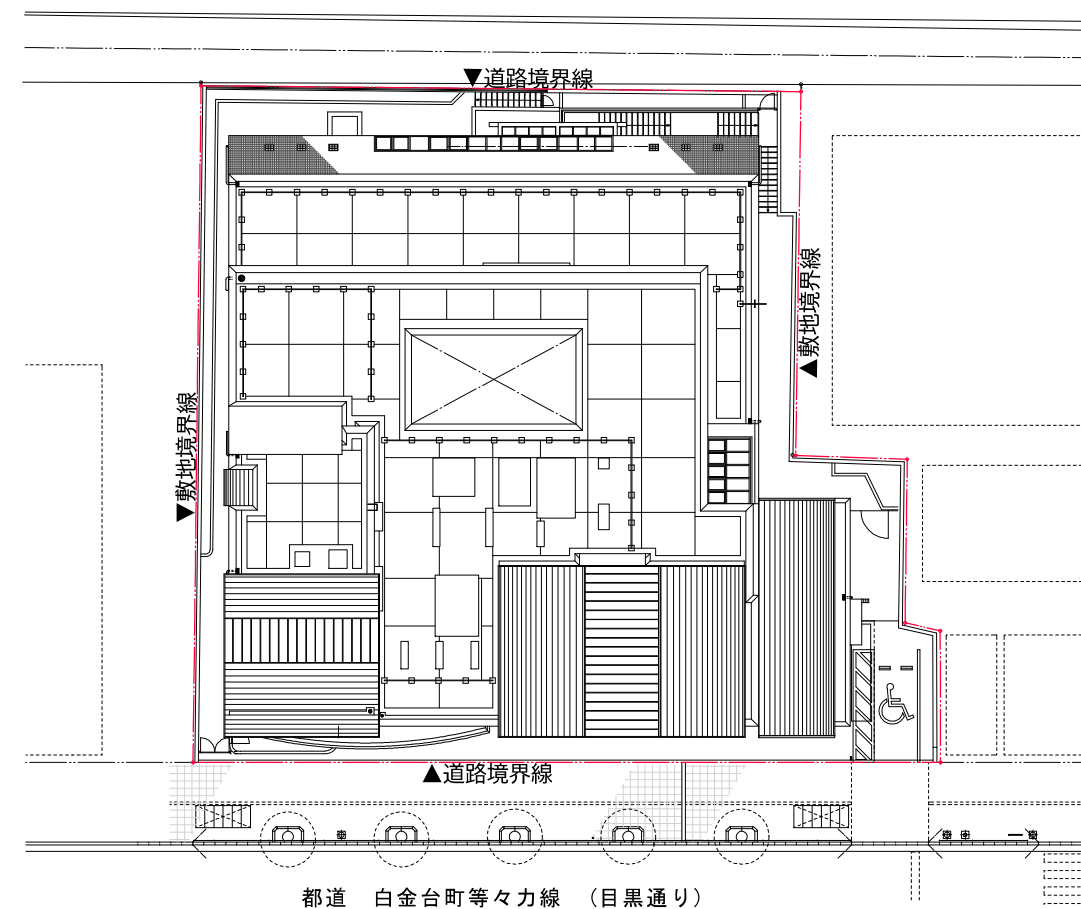 ▼道路境界線
▲敷地境界線
▼敷地境界線
▲道路境界線
都道　白金台町等々力線　（目黒通り）